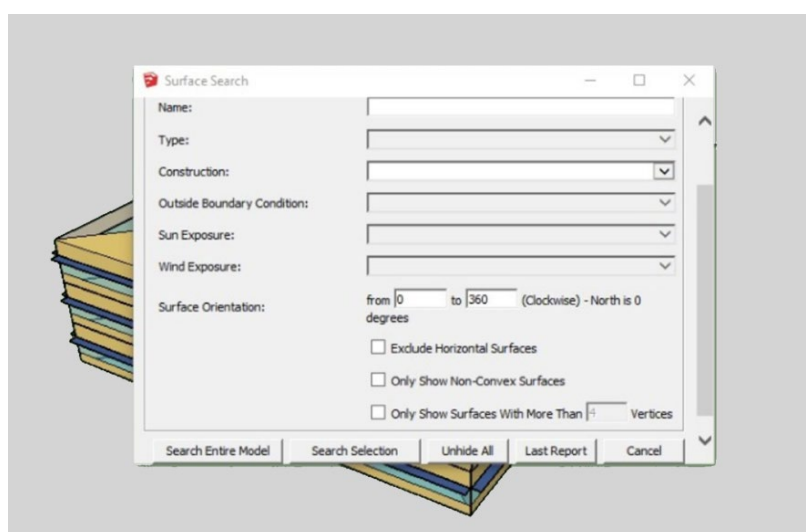 Surface Search
Name:
Type:
Construction:
Outside Boundary Condition:
Sun Exposure:
Wind Exposure:
Surface Orientation: from 0 to 360 (Clockwise) - North is 0
degrees
Exclude Horizontal Surfaces
Only Show Non-Convex Surfaces
Only Show Surfaces With More Than 4 Vertices
Search Entire Model Search Selection Unhide All Last Report Cancel